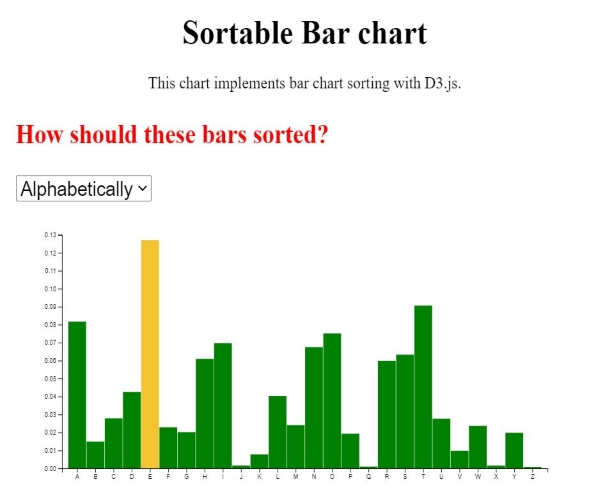 Sortable Bar chart
This chart implements bar chart sorting with D3.js.
How should these bars sorted?
Alphabetically
0.13
0.12
0.11
0.10
0.09
0.08
0.07
0.06
0.05
0.04
0.03
0.02
0.01
0.00
A B C D E F G H I J K L M N O P Q R S T U V W X Y Z